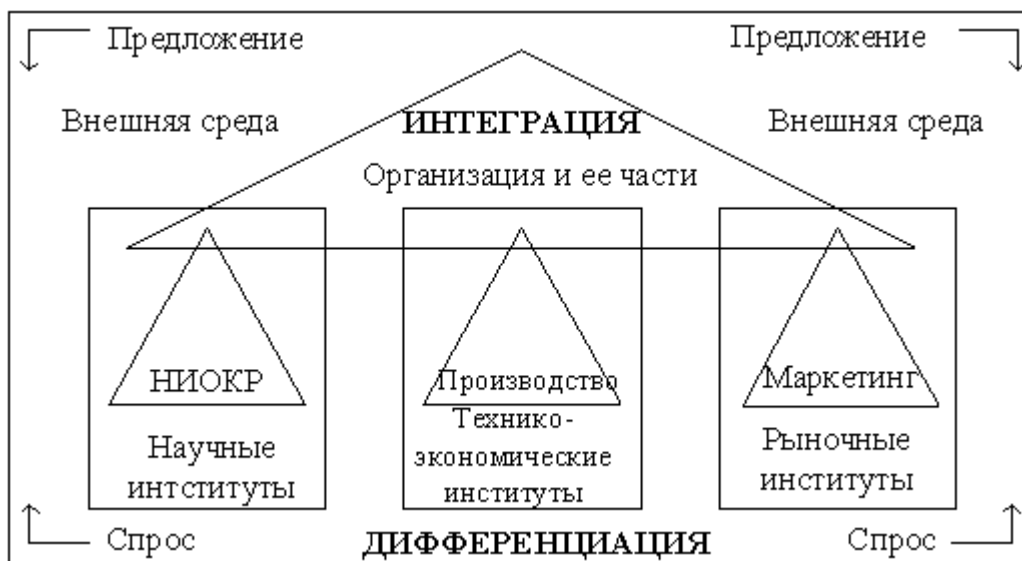 Предложение
Предложение
Внешняя среда
ИНТЕГРАЦИЯ
Внешняя среда
Организация и ее части
НИОКР
Производство
Маркетинг
Научные
интституты
Технико-
экономические
институты
Рыночные
институты
Спрос
ДИФФЕРЕНЦИАЦИЯ
Спрос